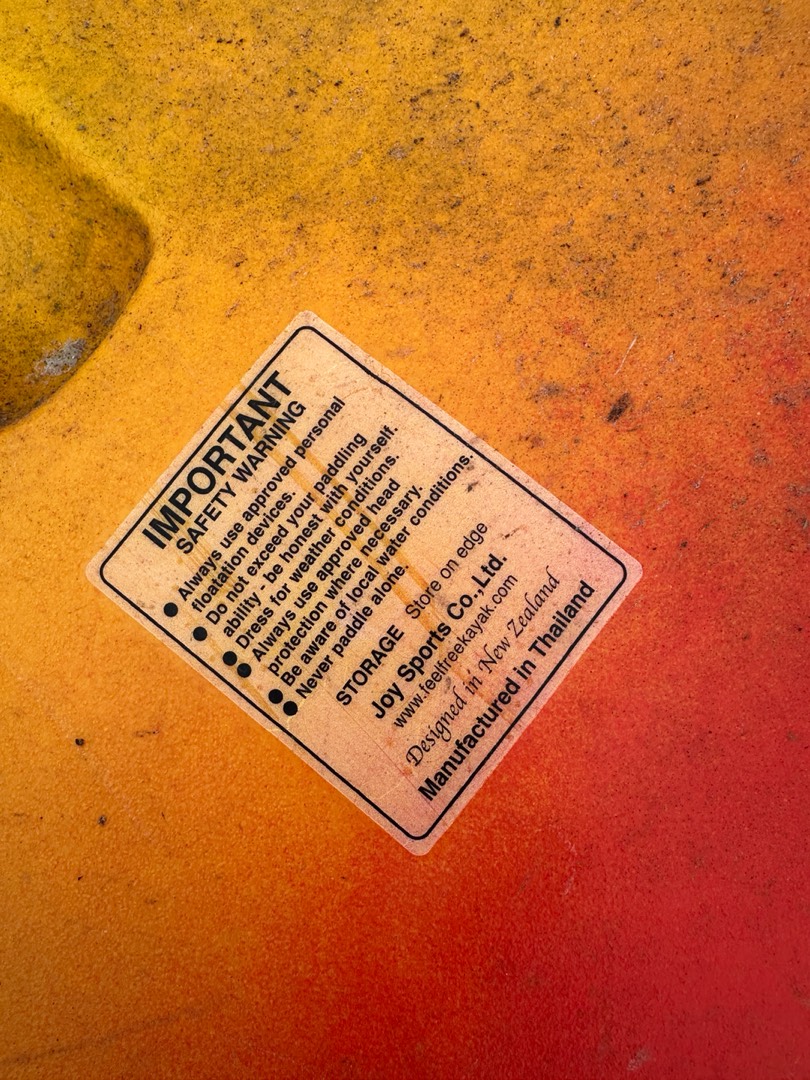 IMPORTANT
SAFETY WARNING
● Always use approved personal
floatation devices.
● Do not exceed your paddling
ability - be honest with yourself.
● Dress for weather conditions.
● Always use approved head
protection where necessary.
● Be aware of local water conditions.
● Never paddle alone.
STORAGE Store on edge
Joy Sports Co.,Ltd.
www.feelfreekayak.com
Designed in New Zealand
Manufactured in Thailand